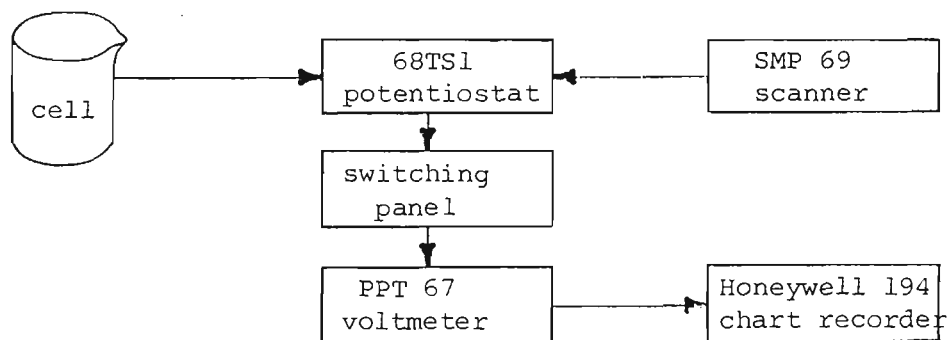 cell
68TS1
potentiostat
SMP 69
scanner
switching
panel
PPT 67
voltmeter
Honeywell 194
chart recorder